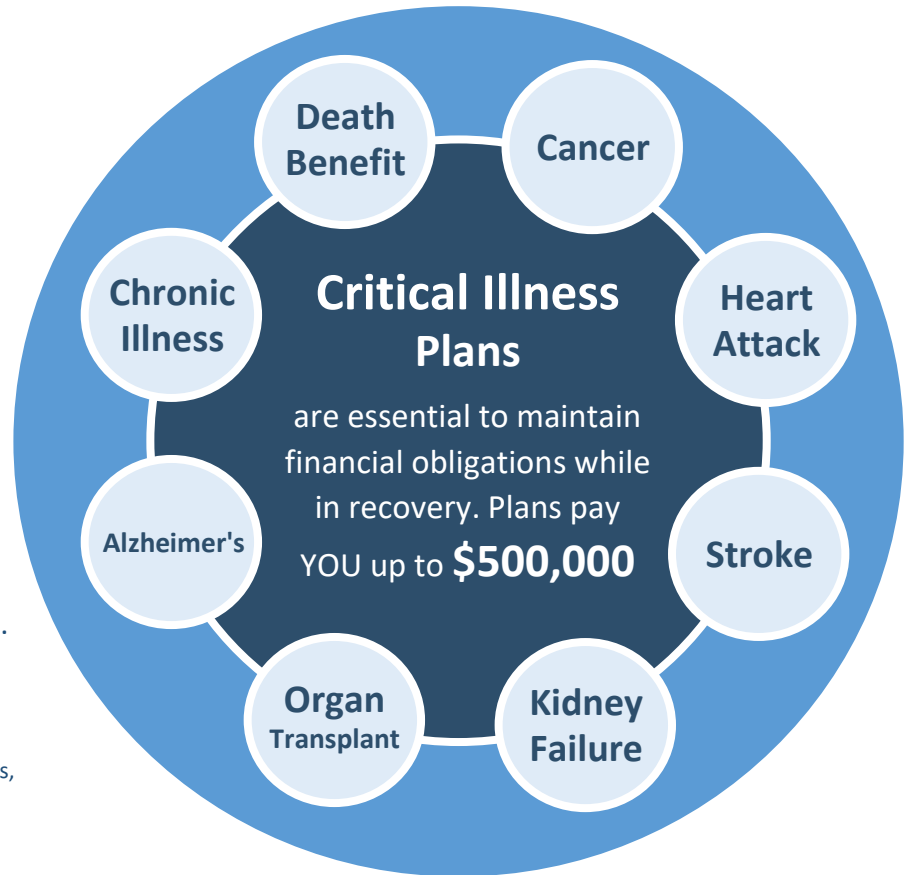 Death
Benefit
Cancer
Chronic
Illness
Critical Illness
Plans
are essential to maintain
financial obligations while
in recovery. Plans pay
YOU up to $500,000
Heart
Attack
Alzheimer's
Stroke
.
Organ
Transplant
Kidney
Failure
s,